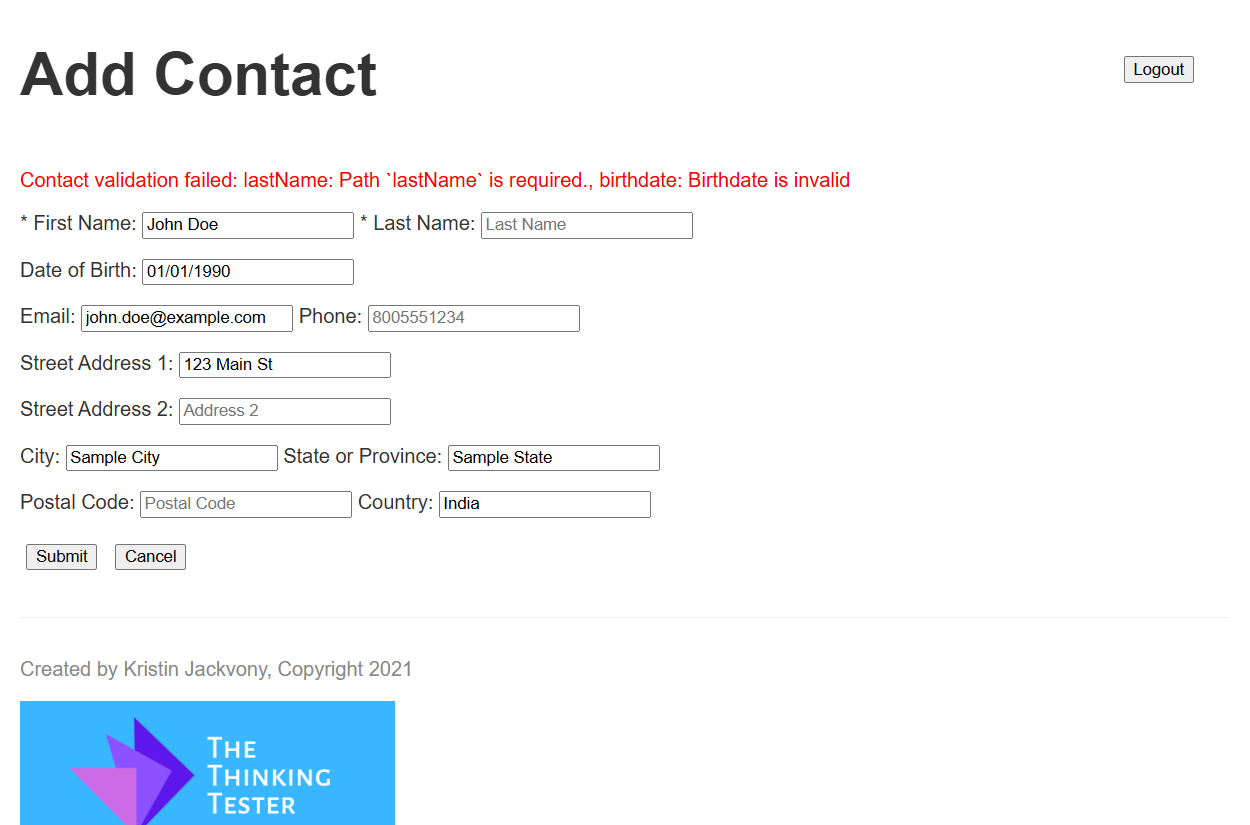 Add Contact
Logout
Contact validation failed: lastName: Path `lastName` is required., birthdate: Birthdate is invalid
* First Name: John Doe * Last Name: Last Name
Date of Birth: 01/01/1990
Email: john.doe@example.com Phone: 8005551234
Street Address 1: 123 Main St
Street Address 2: Address 2
City: Sample City State or Province: Sample State
Postal Code: Postal Code Country: India
Submit Cancel
Created by Kristin Jackvony, Copyright 2021
THE
THINKING
TESTER